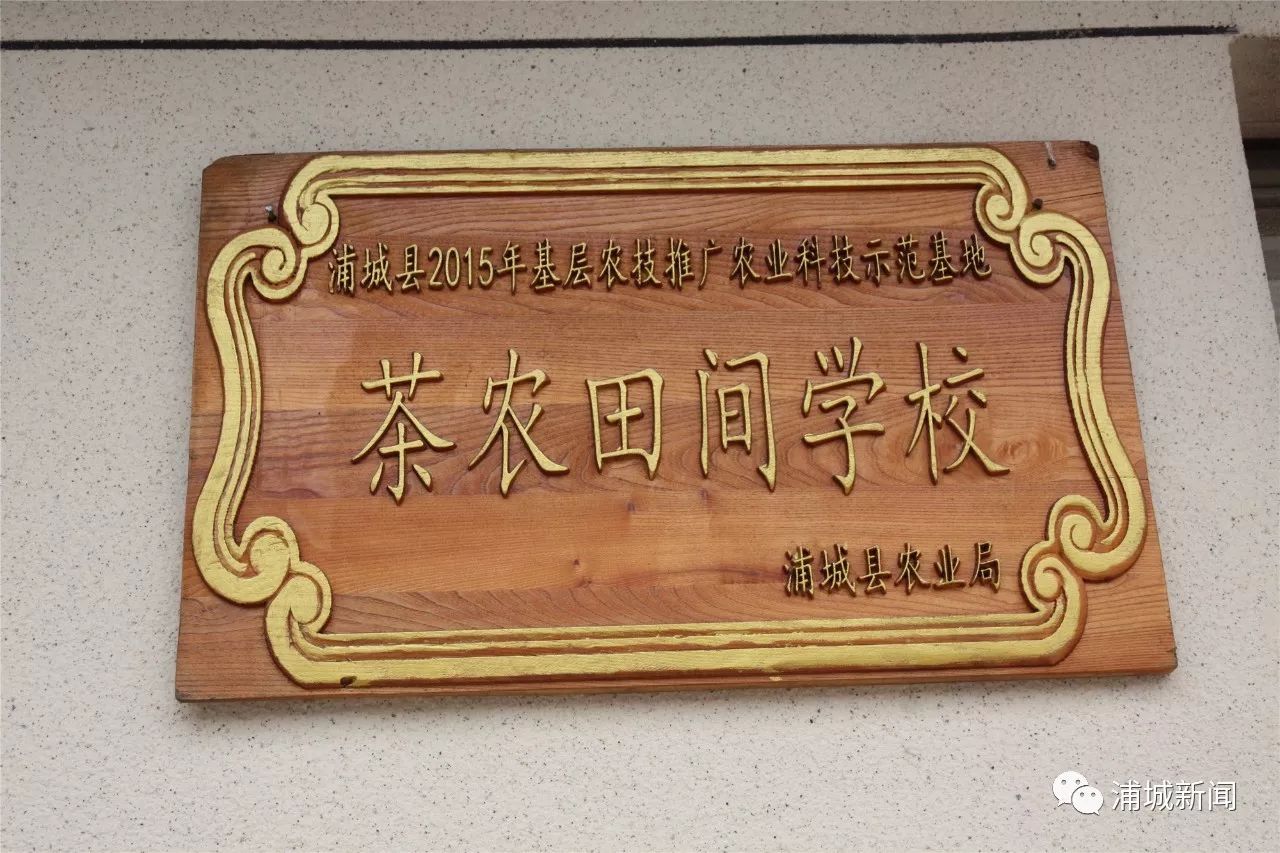 浦城县2015年基层农技推广农业科技示范基地
茶农田间学校
浦城县农业局
浦城新闻